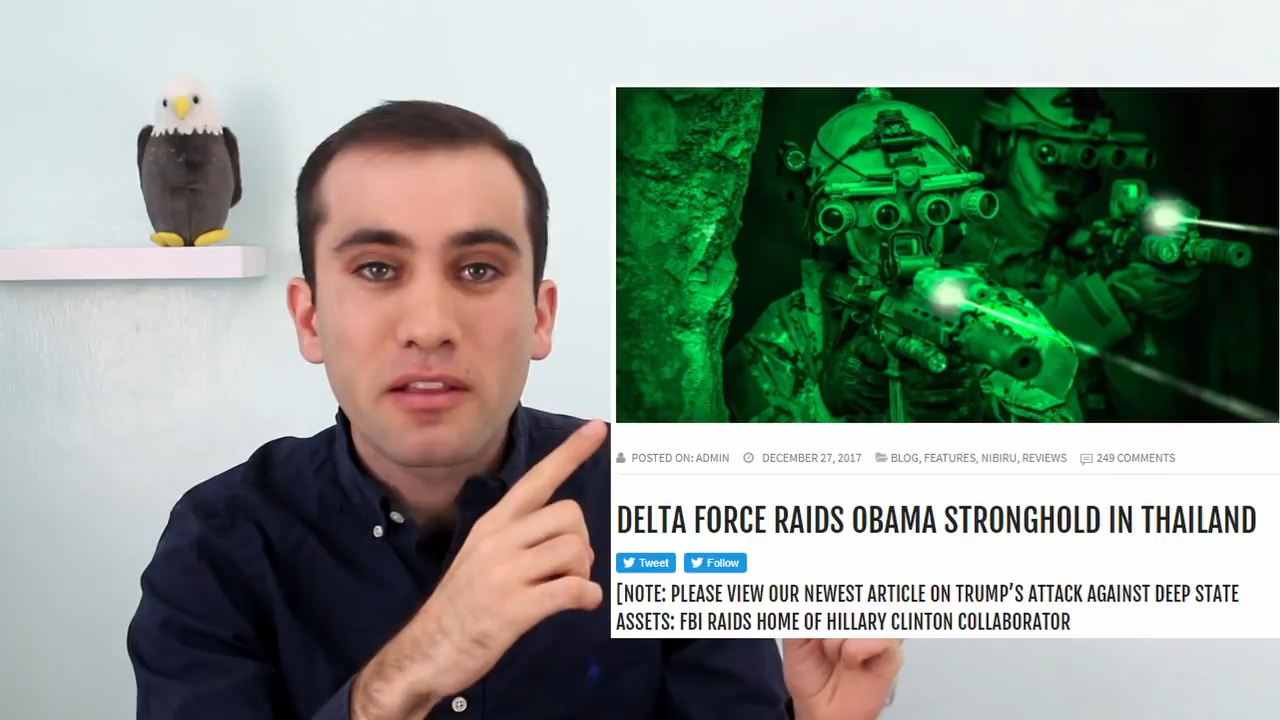 POSTED ON: ADMIN DECEMBER 27, 2017 BLOG, FEATURES, NIBIRU, REVIEWS 249 COMMENTS
DELTA FORCE RAIDS OBAMA STRONGHOLD IN THAILAND
Tweet Follow
[NOTE: PLEASE VIEW OUR NEWEST ARTICLE ON TRUMP’S ATTACK AGAINST DEEP STATE
ASSETS: FBI RAIDS HOME OF HILLARY CLINTON COLLABORATOR